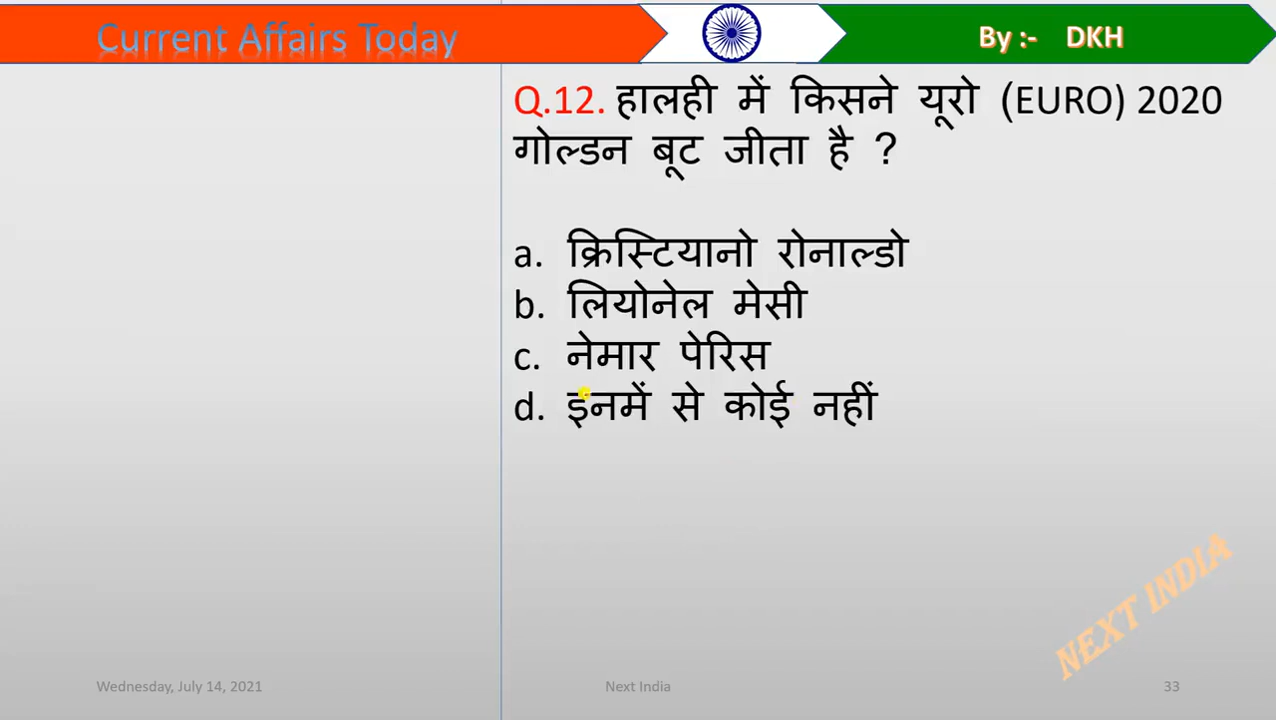 Current Affairs Today
By :- DKH
Q.12. हालही में किसने यूरो (EURO) 2020
गोल्डन बूट जीता है ?
a. क्रिस्टियानो रोनाल्डो
b. लियोनेल मेसी
c. नेमार पेरिस
d. इनमें से कोई नहीं
NEXT INDIA
Wednesday, July 14, 2021
Next India
33